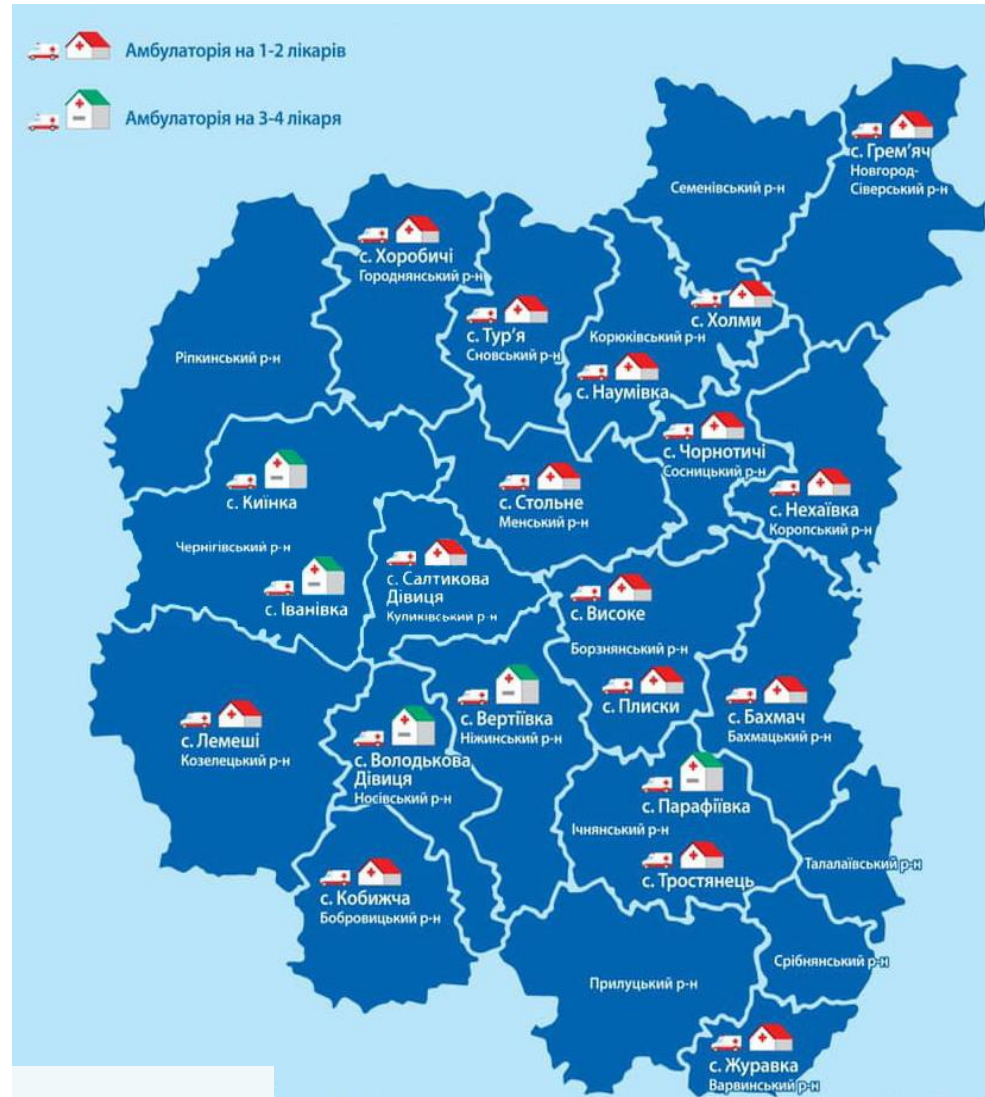 Амбулаторія на 1-2 лікарів
Амбулаторія на 3-4 лікаря
с. Грем'яч
Новгород-
Сіверський р-н
Семенівський р-н
с. Хоробичі
Городнянський р-н
с. Холми
с. Тур'я
Сновський р-н
Корюківський р-н
Ріпкинський р-н
с. Наумівка
с. Чорнотичі
Сосницький р-н
с. Киїнка
с. Стольне
Менський р-н
с. Нехаївка
Коропський р-н
Чернігівський р-н
с. Іванівка
с. Салтикова
Дівиця
Куликівський р-н
с. Високе
Борзнянський р-н
с. Плиски
с. Бахмач
Бахмацький р-н
с. Вертіївка
Ніжинський р-н
с. Лемеші
Козелецький р-н
с. Володькова
Дівиця
Носівський р-н
с. Парафіївка
Ічнянський р-н
с. Тростянець
Талалаївський р-н
с. Кобижча
Бобровицький р-н
Срібнянський р-н
Прилуцький р-н
с. Журавка
Варвинський р-н